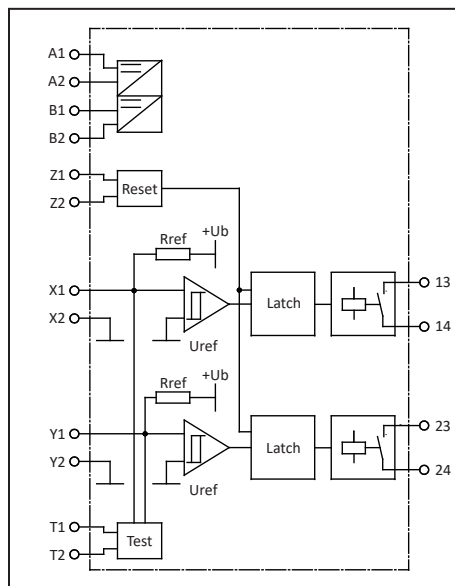 A1
A2
B1
B2
Z1
Reset
Z2
Rref
+Ub
X1
Latch
13
X2
14
Uref
Rref
+Ub
Y1
Latch
23
Y2
24
Uref
T1
Test
T2